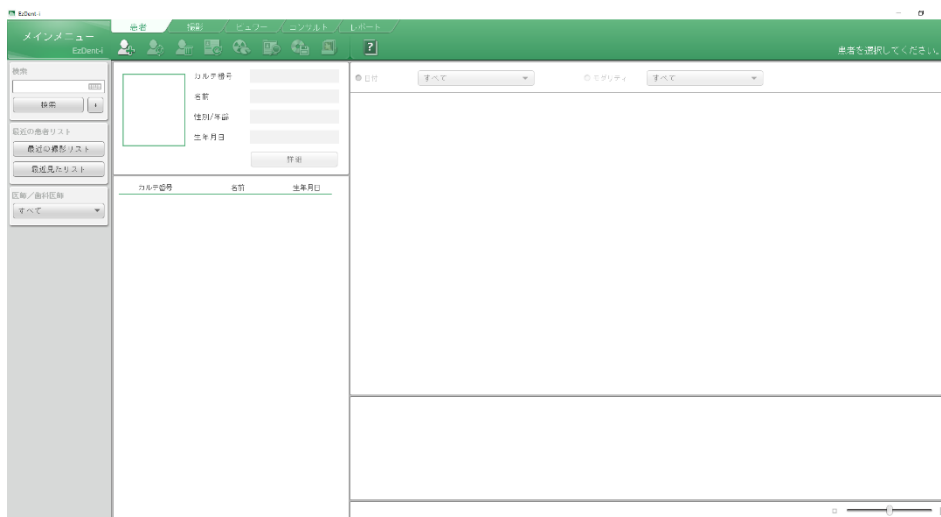 EzDent-i
メインメニュー
EzDent-i
患者 撮影 ビュワー コンサルト レポート
?
患者を選択してください。
検索
検索
最近の患者リスト
最近の撮影リスト
最近見たリスト
医師/歯科医師
すべて
カルテ番号
名前
性別/年齢
生年月日
詳細
カルテ番号 名前 生年月日
日付 すべて モダリティ すべて